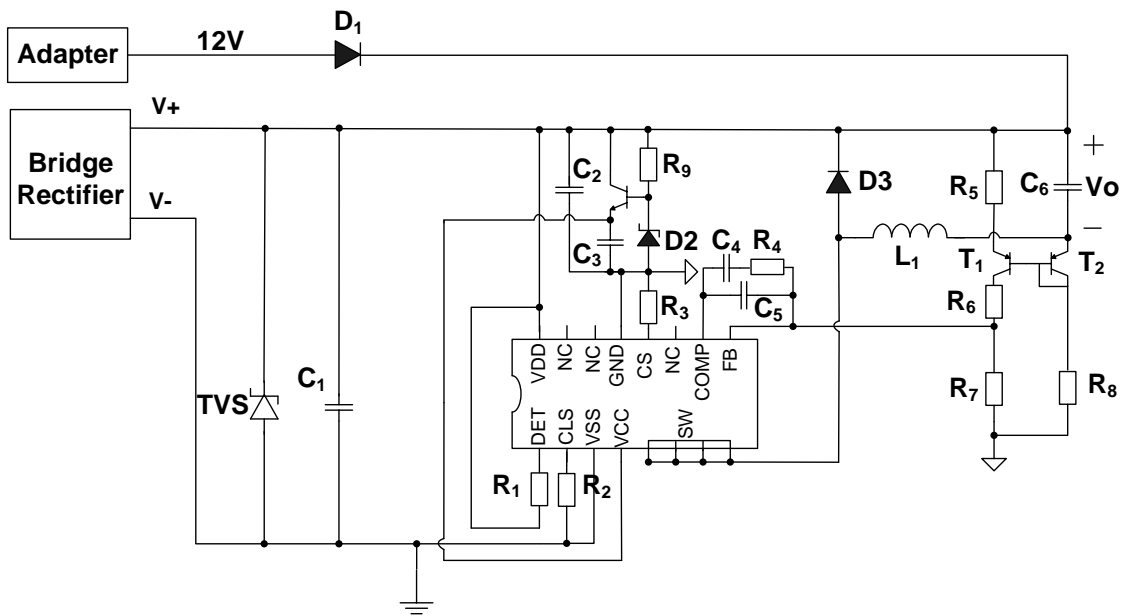 D1
12V
Adapter
V+
Bridge
Rectifier
V-
C2
R9
D3
R5
C6
+
Vo
−
C3
D2
C4
R4
L1
T1
T2
R3
C5
R6
VDD
NC
NC
GND
CS
NC
COMP
FB
C1
TVS
R7
R8
DET
CLS
VSS
VCC
SW
R1
R2